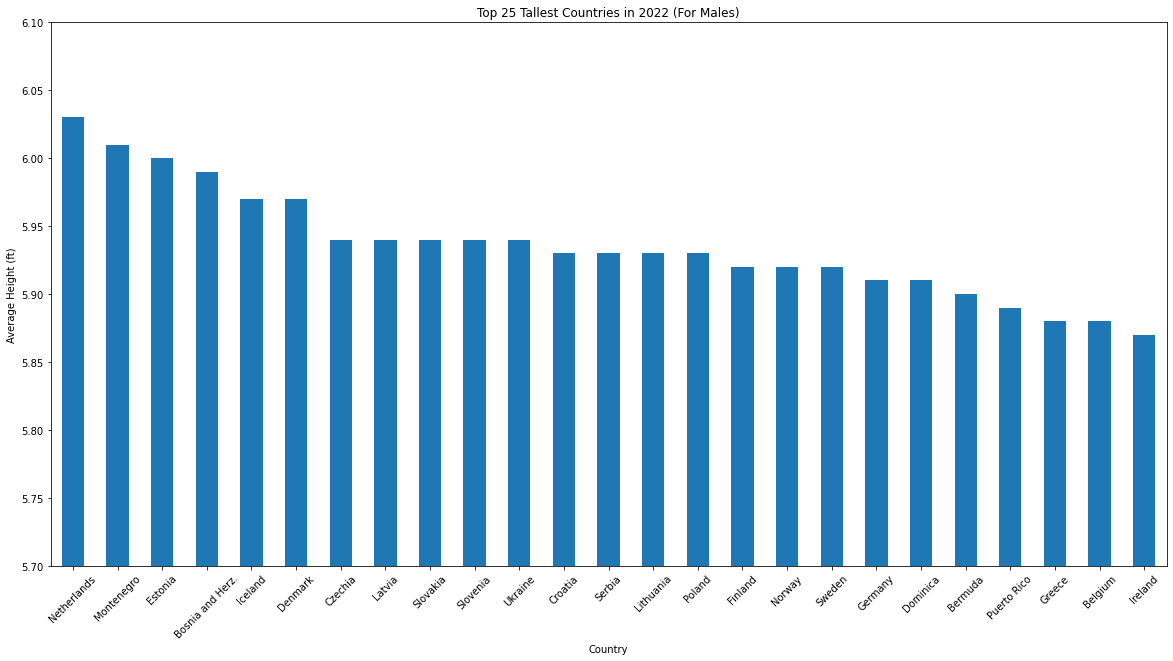 Top 25 Tallest Countries in 2022 (For Males)
6.10
6.05
6.00
5.95
5.90
5.85
5.80
5.75
5.70
Average Height (ft)
Netherlands
Montenegro
Estonia
Bosnia and Herz.
Iceland
Denmark
Czechia
Latvia
Slovakia
Slovenia
Ukraine
Croatia
Serbia
Lithuania
Poland
Finland
Norway
Sweden
Germany
Dominica
Bermuda
Puerto Rico
Greece
Belgium
Ireland
Country